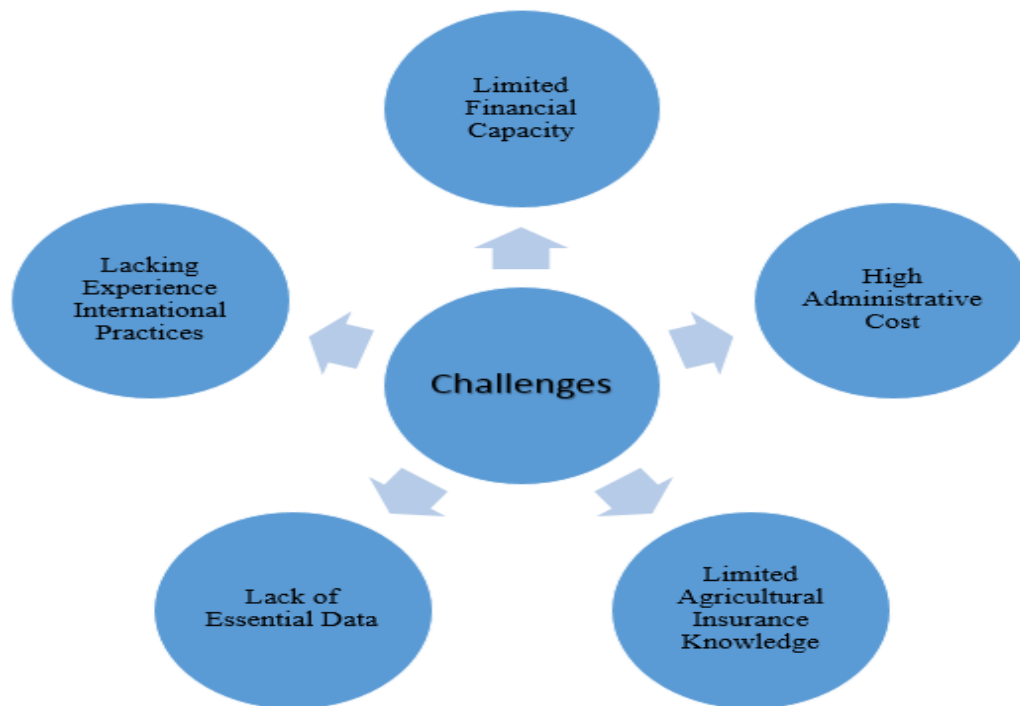 Limited
Financial
Capacity
Lacking
Experience
International
Practices
High
Administrative
Cost
Challenges
Lack of
Essential Data
Limited
Agricultural
Insurance
Knowledge